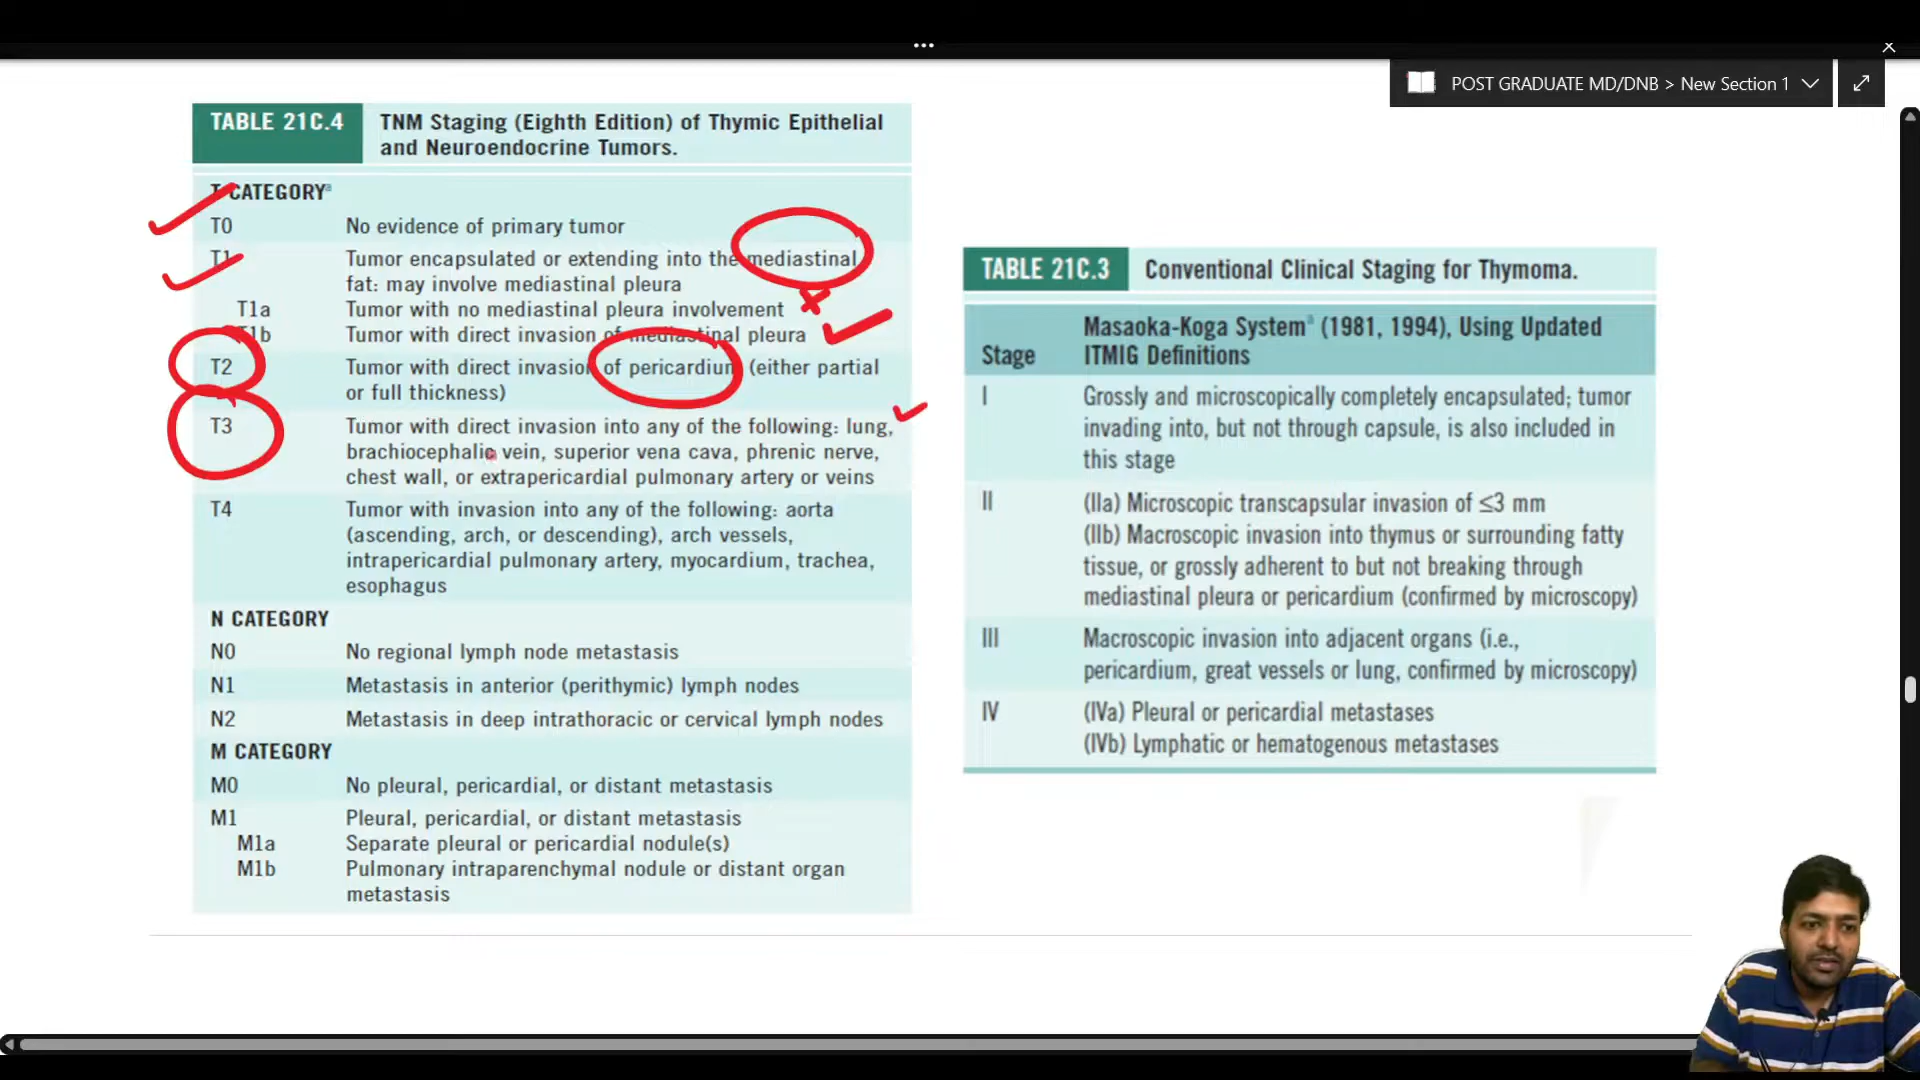 ...
POST GRADUATE MD/DNB > New Section 1
TABLE 21C.4
TNM Staging (Eighth Edition) of Thymic Epithelial
and Neuroendocrine Tumors.
T CATEGORYa
T0 No evidence of primary tumor
T1 Tumor encapsulated or extending into the mediastinal
fat: may involve mediastinal pleura
T1a Tumor with no mediastinal pleura involvement
T1b Tumor with direct invasion of mediastinal pleura
T2 Tumor with direct invasion of pericardium (either partial
or full thickness)
T3 Tumor with direct invasion into any of the following: lung,
brachiocephalic vein, superior vena cava, phrenic nerve,
chest wall, or extrapericardial pulmonary artery or veins
T4 Tumor with invasion into any of the following: aorta
(ascending, arch, or descending), arch vessels,
intrapericardial pulmonary artery, myocardium, trachea,
esophagus
N CATEGORY
N0 No regional lymph node metastasis
N1 Metastasis in anterior (perithymic) lymph nodes
N2 Metastasis in deep intrathoracic or cervical lymph nodes
M CATEGORY
M0 No pleural, pericardial, or distant metastasis
M1 Pleural, pericardial, or distant metastasis
M1a Separate pleural or pericardial nodule(s)
M1b Pulmonary intraparenchymal nodule or distant organ
metastasis
TABLE 21C.3 Conventional Clinical Staging for Thymoma.
Stage
Masaoka-Koga Systema (1981, 1994), Using Updated
ITMIG Definitions
I Grossly and microscopically completely encapsulated; tumor
invading into, but not through capsule, is also included in
this stage
II (IIa) Microscopic transcapsular invasion of ≤3 mm
(IIb) Macroscopic invasion into thymus or surrounding fatty
tissue, or grossly adherent to but not breaking through
mediastinal pleura or pericardium (confirmed by microscopy)
III Macroscopic invasion into adjacent organs (i.e.,
pericardium, great vessels or lung, confirmed by microscopy)
IV (IVa) Pleural or pericardial metastases
(IVb) Lymphatic or hematogenous metastases